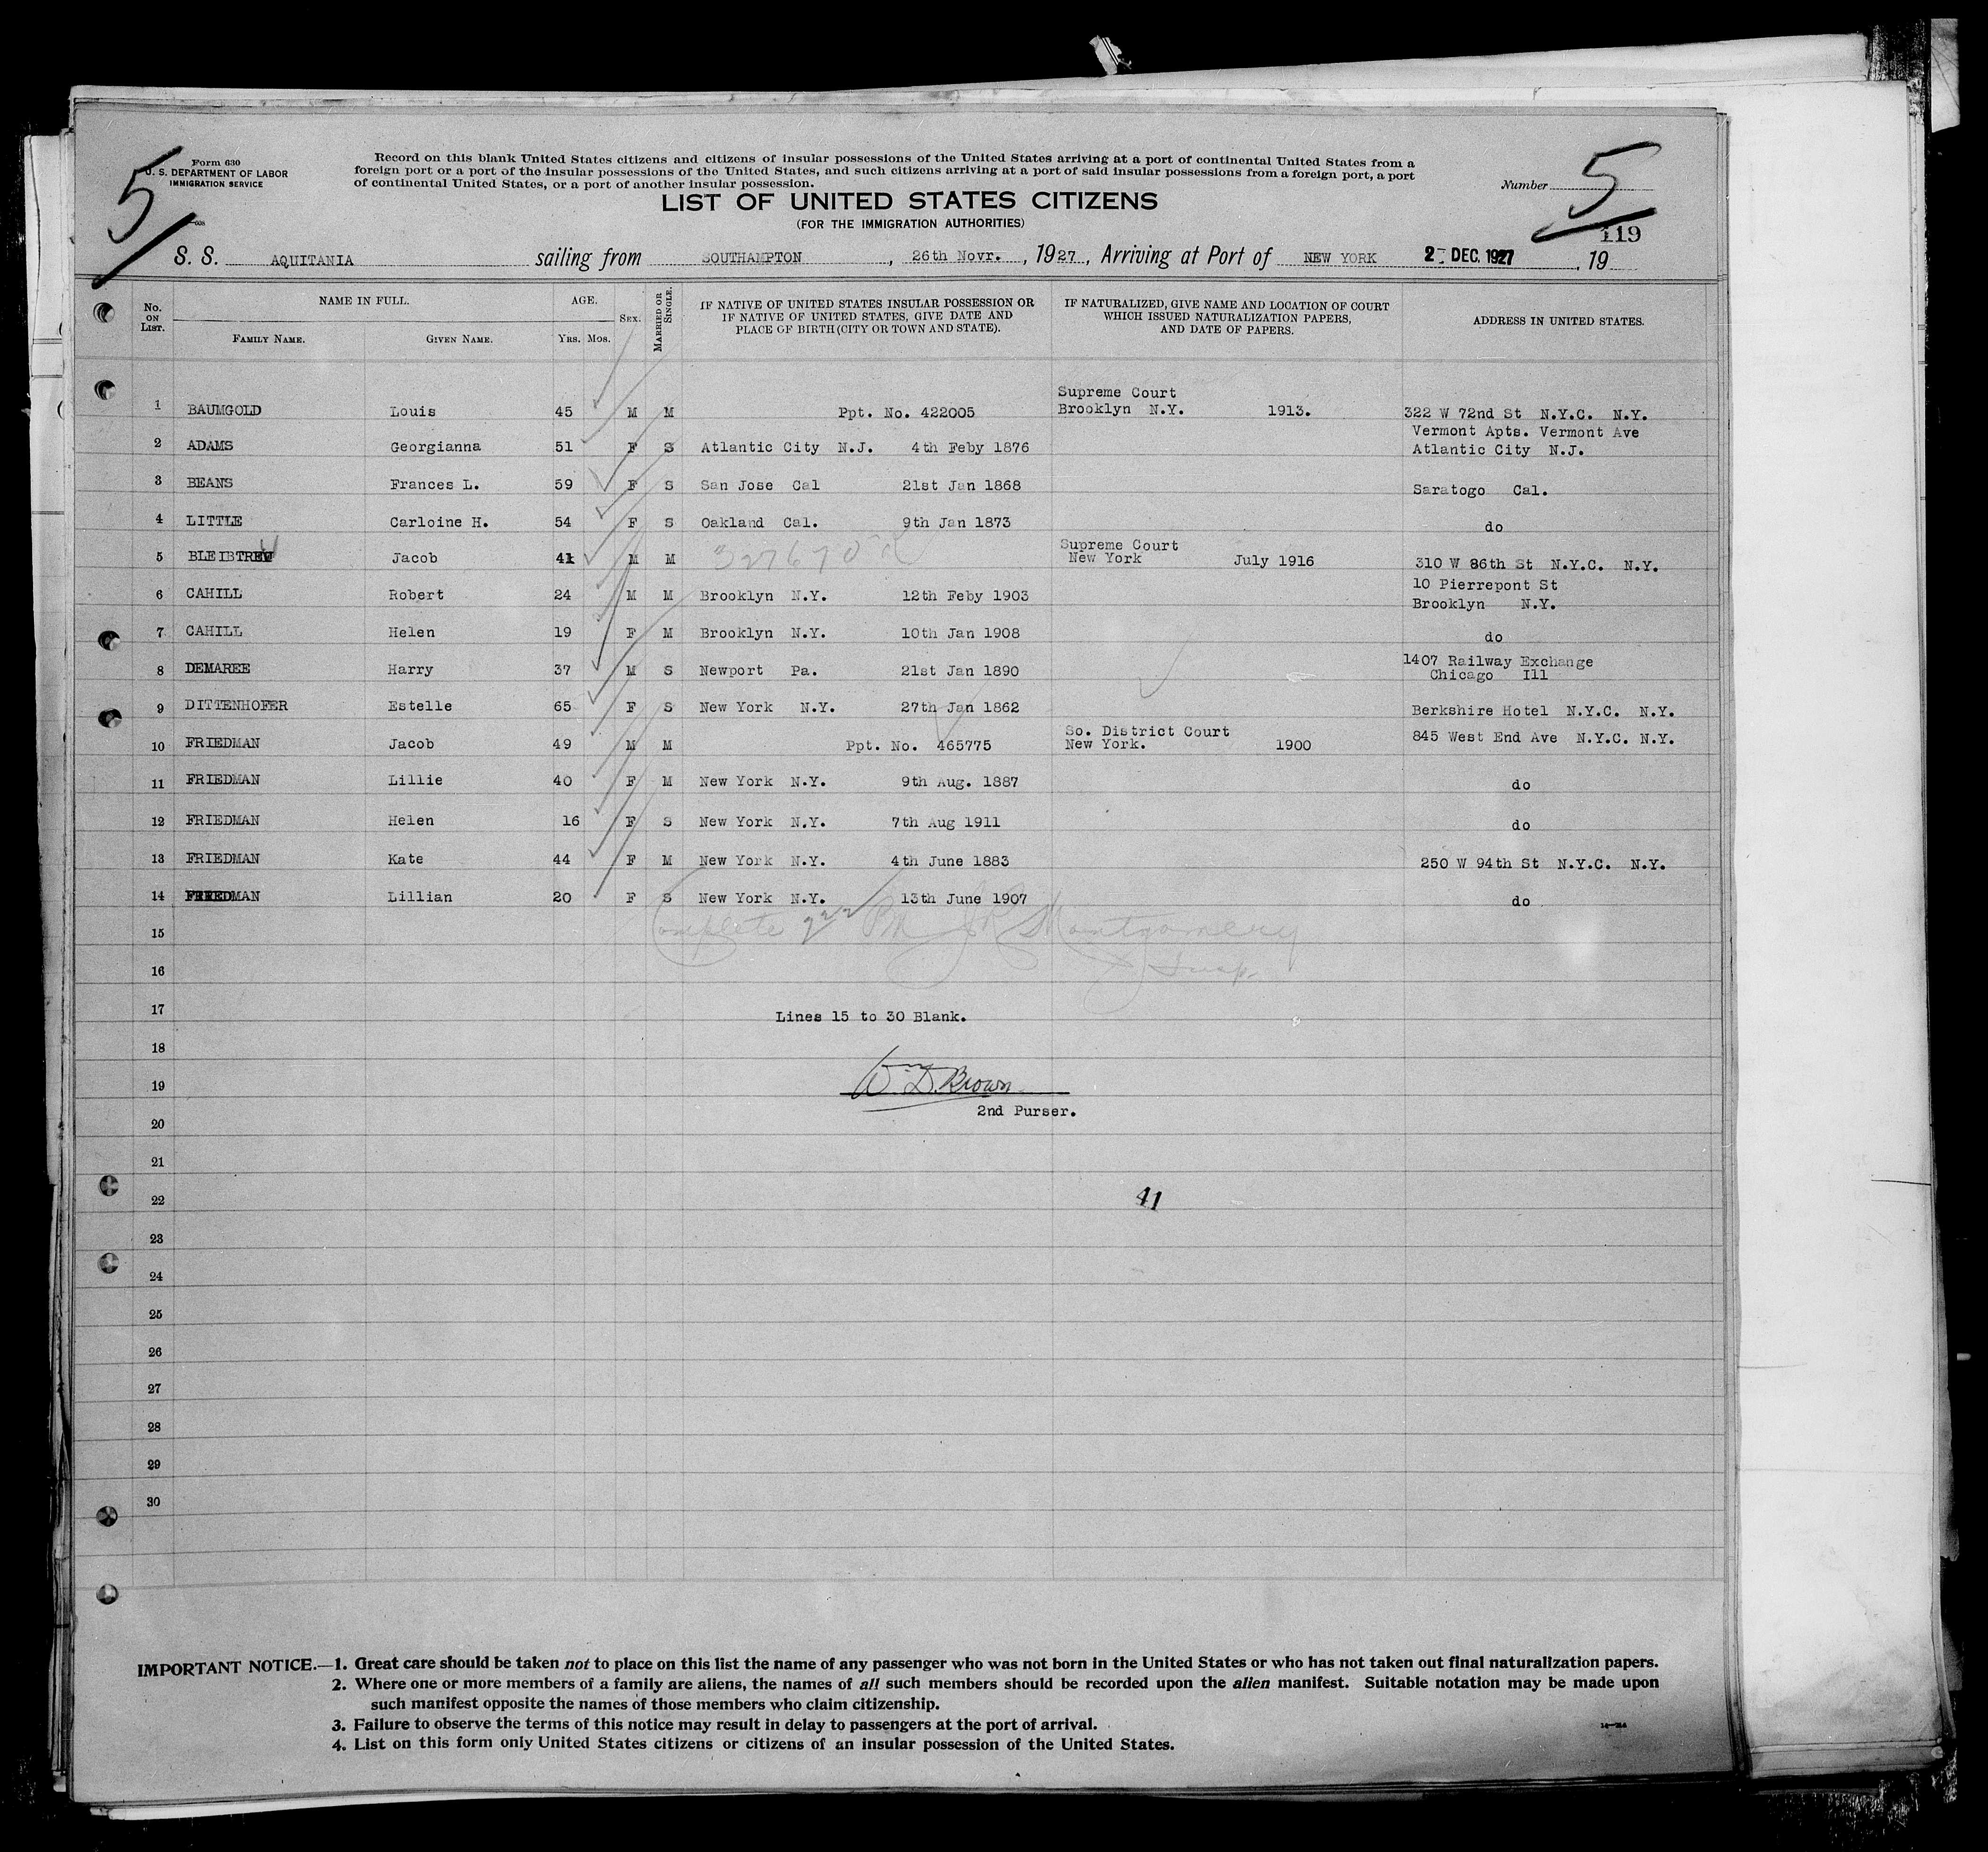 Form 630
U. S. DEPARTMENT OF LABOR
IMMIGRATION SERVICE
5
Record on this blank United States citizens and citizens of insular possessions of the United States arriving at a port of continental United States from a
foreign port or a port of the insular possessions of the United States, and such citizens arriving at a port of said insular possessions from a foreign port, a port
of continental United States, or a port of another insular possession.
Number 5
119
LIST OF UNITED STATES CITIZENS
(FOR THE IMMIGRATION AUTHORITIES)
S. S. AQUITANIA sailing from SOUTHAMPTON, 26th Novr., 1927, Arriving at Port of NEW YORK 2- DEC. 1927, 19
No. ON LIST. NAME IN FULL. FAMILY NAME. GIVEN NAME. AGE. YRS. MOS. SEX. MARRIED OR SINGLE. IF NATIVE OF UNITED STATES INSULAR POSSESSION OR IF NATIVE OF UNITED STATES, GIVE DATE AND PLACE OF BIRTH (CITY OR TOWN AND STATE). IF NATURALIZED, GIVE NAME AND LOCATION OF COURT WHICH ISSUED NATURALIZATION PAPERS, AND DATE OF PAPERS. ADDRESS IN UNITED STATES.
1 BAUMGOLD Louis 45 M M Ppt. No. 422005 Supreme Court Brooklyn N.Y. 1913. 322 W 72nd St N.Y.C. N.Y.
2 ADAMS Georgianna 51 F S Atlantic City N.J. 4th Feby 1876 Vermont Apts. Vermont Ave Atlantic City N.J.
3 BEANS Frances L. 59 F S San Jose Cal 21st Jan 1868 Saratogo Cal.
4 LITTLE Carloine H. 54 F S Oakland Cal. 9th Jan 1873 do
5 BLEIBTREU Jacob 41 M M Supreme Court New York July 1916 310 W 86th St N.Y.C. N.Y.
6 CAHILL Robert 24 M M Brooklyn N.Y. 12th Feby 1903 10 Pierrepont St Brooklyn N.Y.
7 CAHILL Helen 19 F M Brooklyn N.Y. 10th Jan 1908 do
8 DEMAREE Harry 37 M S Newport Pa. 21st Jan 1890 1407 Railway Exchange Chicago Ill
9 DITTENHOFER Estelle 65 F S New York N.Y. 27th Jan 1862 Berkshire Hotel N.Y.C. N.Y.
10 FRIEDMAN Jacob 49 M M Ppt. No. 465775 So. District Court New York. 1900 845 West End Ave N.Y.C. N.Y.
11 FRIEDMAN Lillie 40 F M New York N.Y. 9th Aug. 1887 do
12 FRIEDMAN Helen 16 F S New York N.Y. 7th Aug 1911 do
13 FRIEDMAN Kate 44 F M New York N.Y. 4th June 1883 250 W 94th St N.Y.C. N.Y.
14 FRIEDMAN Lillian 20 F S New York N.Y. 13th June 1907 do
15 Complete Montgomery
16 Insp.
17 Lines 15 to 30 Blank.
18
19 Wm D. Brown
20 2nd Purser.
21
22 41
23
24
25
26
27
28
29
30
IMPORTANT NOTICE.—1. Great care should be taken not to place on this list the name of any passenger who was not born in the United States or who has not taken out final naturalization papers.
2. Where one or more members of a family are aliens, the names of all such members should be recorded upon the alien manifest. Suitable notation may be made upon
such manifest opposite the names of those members who claim citizenship.
3. Failure to observe the terms of this notice may result in delay to passengers at the port of arrival.
4. List on this form only United States citizens or citizens of an insular possession of the United States.